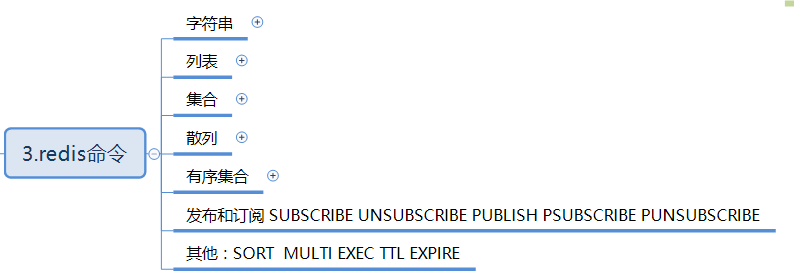 字符串
列表
集合
3.redis命令
散列
有序集合
发布和订阅 SUBSCRIBE UNSUBSCRIBE PUBLISH PSUBSCRIBE PUNSUBSCRIBE
其他：SORT  MULTI EXEC TTL EXPIRE